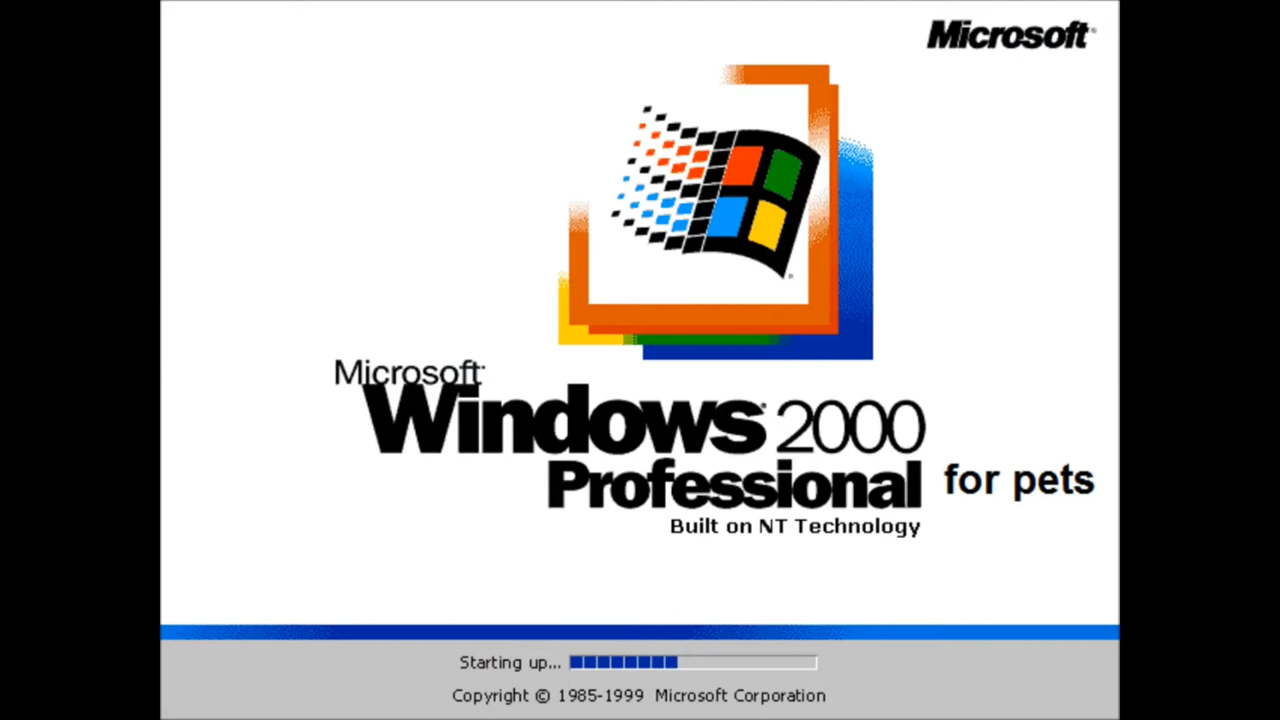 Microsoft
Microsoft
Windows 2000
Professional for pets
Built on NT Technology
Starting up...
Copyright © 1985-1999 Microsoft Corporation